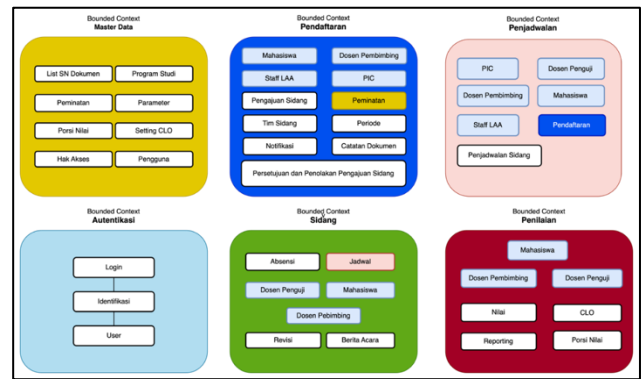 Bounded Context
Master Data
List SN Dokumen
Program Studi
Peminatan
Parameter
Porsi Nilai
Setting CLO
Hak Akses
Pengguna
Bounded Context
Pendaftaran
Mahasiswa
Dosen Pembimbing
Staff LAA
PIC
Pengajuan Sidang
Peminatan
Tim Sidang
Periode
Notifikasi
Catatan Dokumen
Persetujuan dan Penolakan Pengajuan Sidang
Bounded Context
Penjadwalan
PIC
Dosen Penguji
Dosen Pembimbing
Mahasiswa
Staff LAA
Pendaftaran
Penjadwalan Sidang
Bounded Context
Autentikasi
Login
Identifikasi
User
Bounded Context
Sidang
Absensi
Jadwal
Dosen Penguji
Mahasiswa
Dosen Pebimbing
Revisi
Berita Acara
Bounded Context
Penilaian
Mahasiswa
Dosen Pembimbing
Dosen Penguji
Nilai
CLO
Reporting
Porsi Nilai